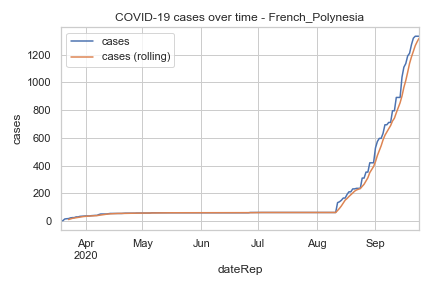 COVID-19 cases over time - French_Polynesia
cases
cases (rolling)
1200
1000
800
600
400
200
0
cases
Apr
2020
May
Jun
Jul
Aug
Sep
dateRep